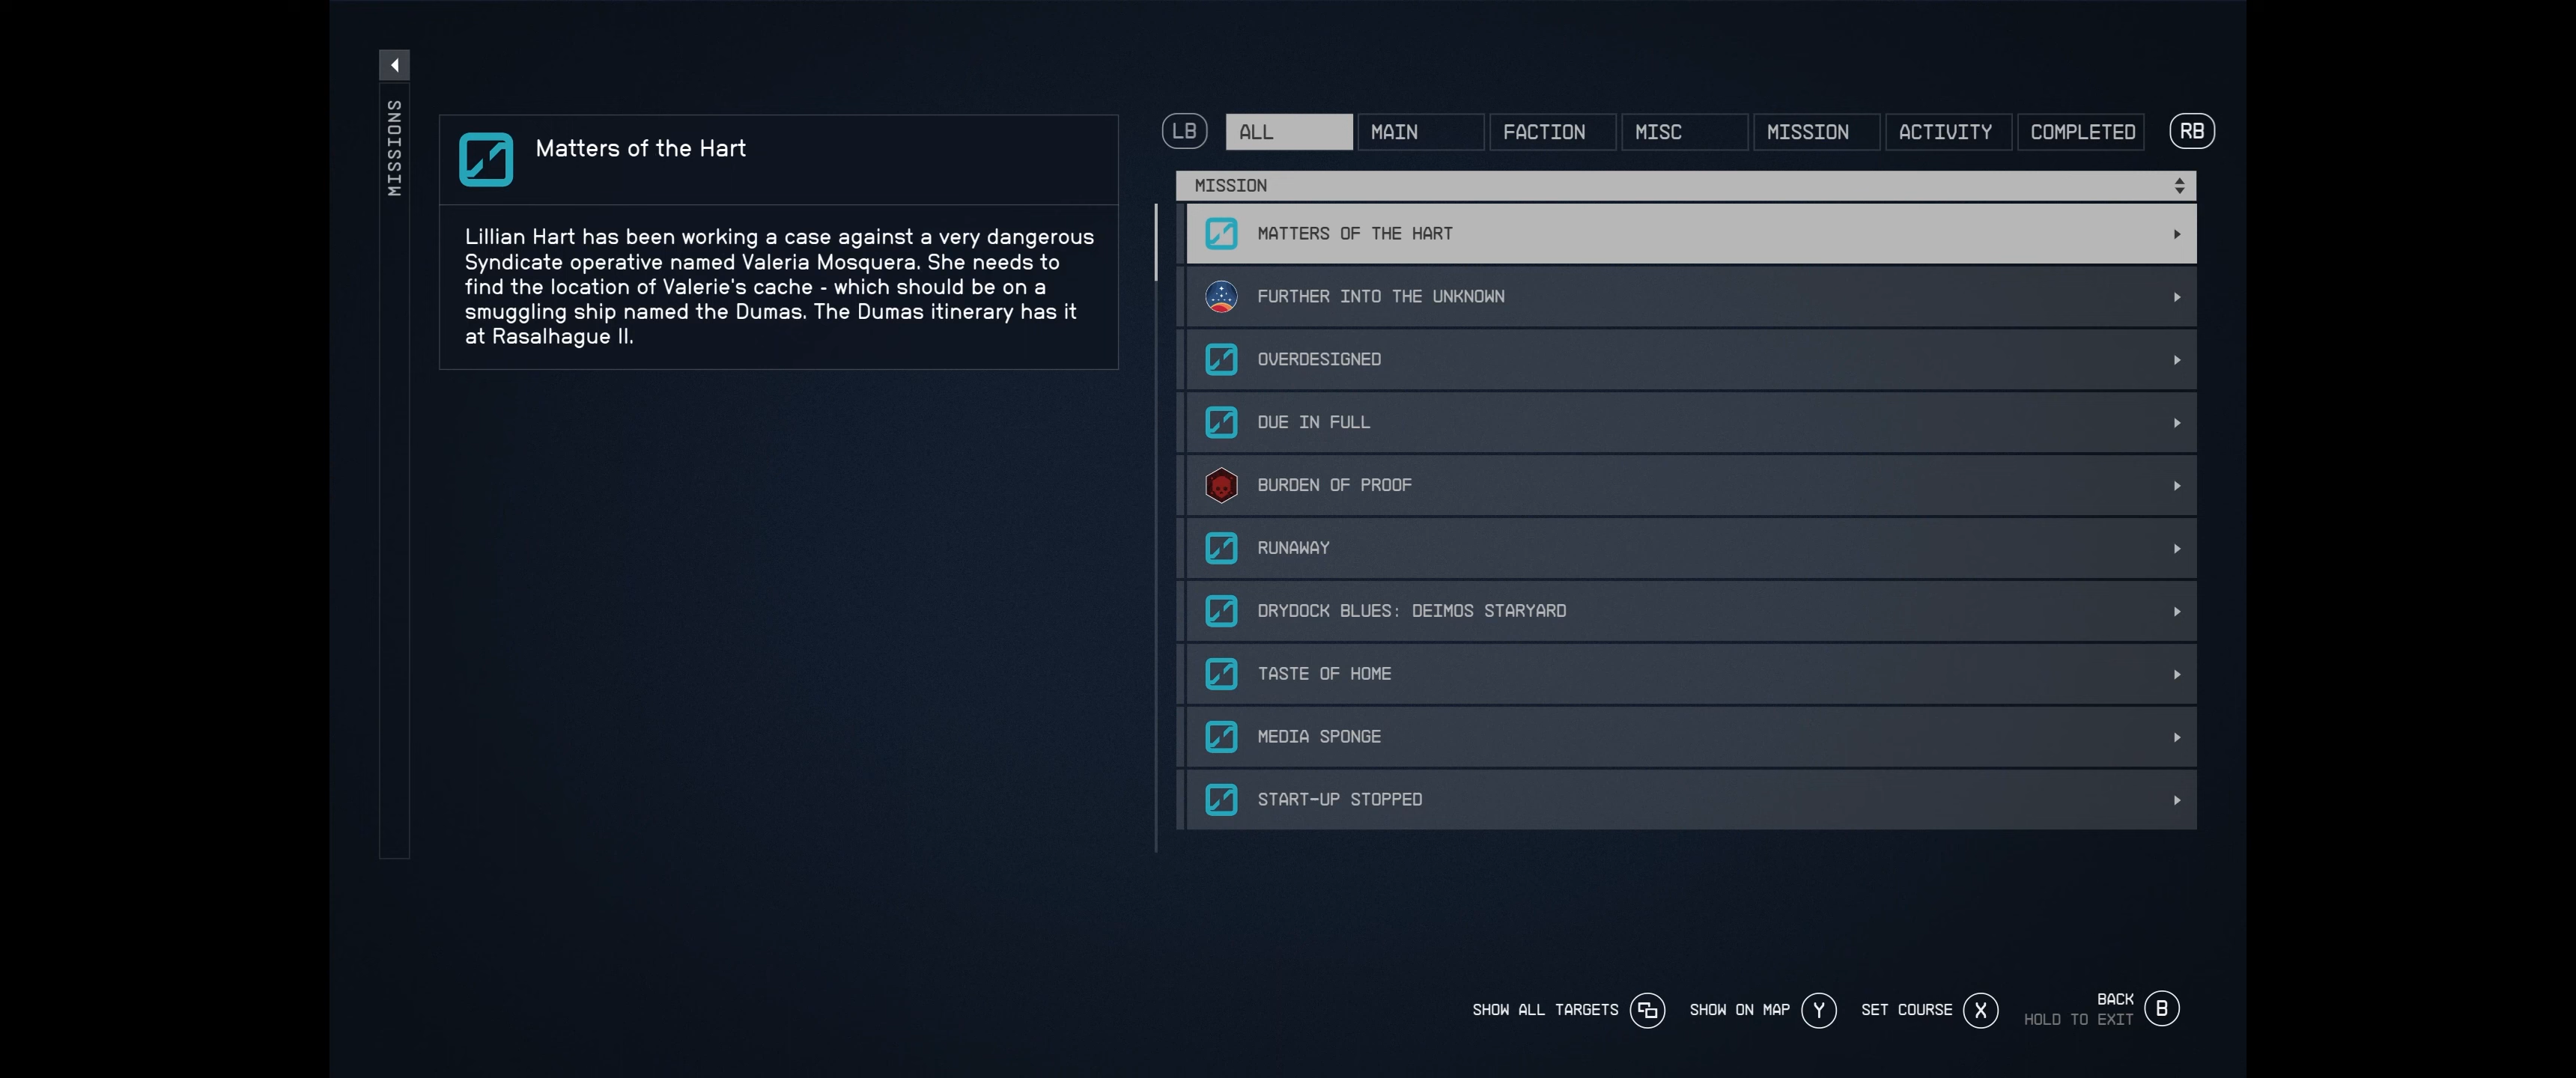 MISSIONS
Matters of the Hart
Lillian Hart has been working a case against a very dangerous
Syndicate operative named Valeria Mosquera. She needs to
find the location of Valerie's cache - which should be on a
smuggling ship named the Dumas. The Dumas itinerary has it
at Rasalhague II.
LB ALL MAIN FACTION MISC MISSION ACTIVITY COMPLETED RB
MISSION
MATTERS OF THE HART
FURTHER INTO THE UNKNOWN
OVERDESIGNED
DUE IN FULL
BURDEN OF PROOF
RUNAWAY
DRYDOCK BLUES: DEIMOS STARYARD
TASTE OF HOME
MEDIA SPONGE
START-UP STOPPED
SHOW ALL TARGETS SHOW ON MAP Y SET COURSE X BACK B
HOLD TO EXIT